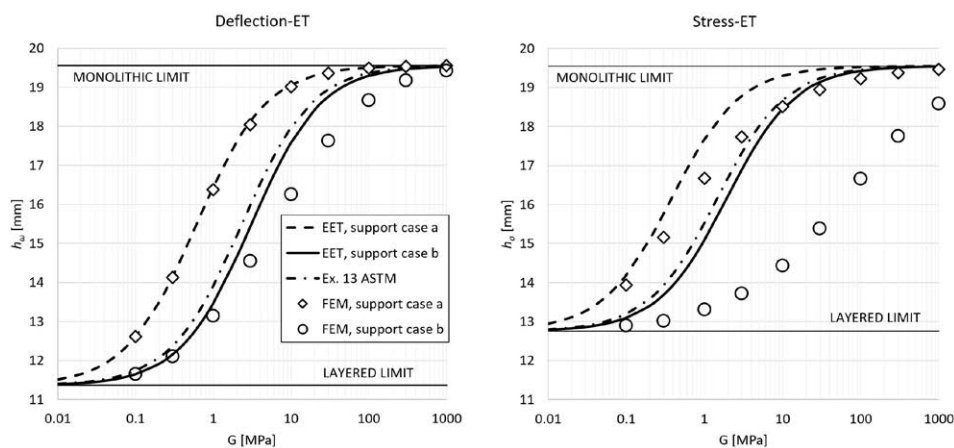 Deflection-ET
20
19
18
17
16
15
14
13
12
11
h_ω [mm]
MONOLITHIC LIMIT
EET, support case a
EET, support case b
Ex. 13 ASTM
FEM, support case a
FEM, support case b
LAYERED LIMIT
0.01 0.1 1 10 100 1000
G [MPa]
Stress-ET
20
19
18
17
16
15
14
13
12
11
h_σ [mm]
MONOLITHIC LIMIT
LAYERED LIMIT
0.01 0.1 1 10 100 1000
G [MPa]